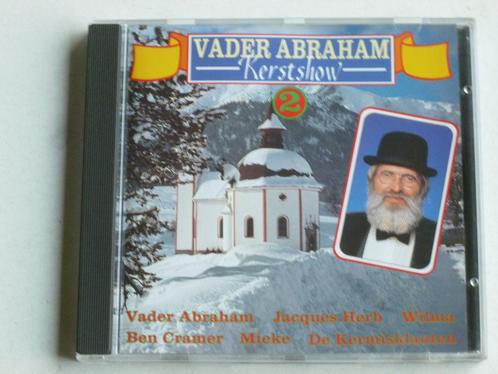 VADER ABRAHAM
Kerstshow
2
Vader Abraham Jacques Herb Wilma
Ben Cramer Mieke De Kermisklanten